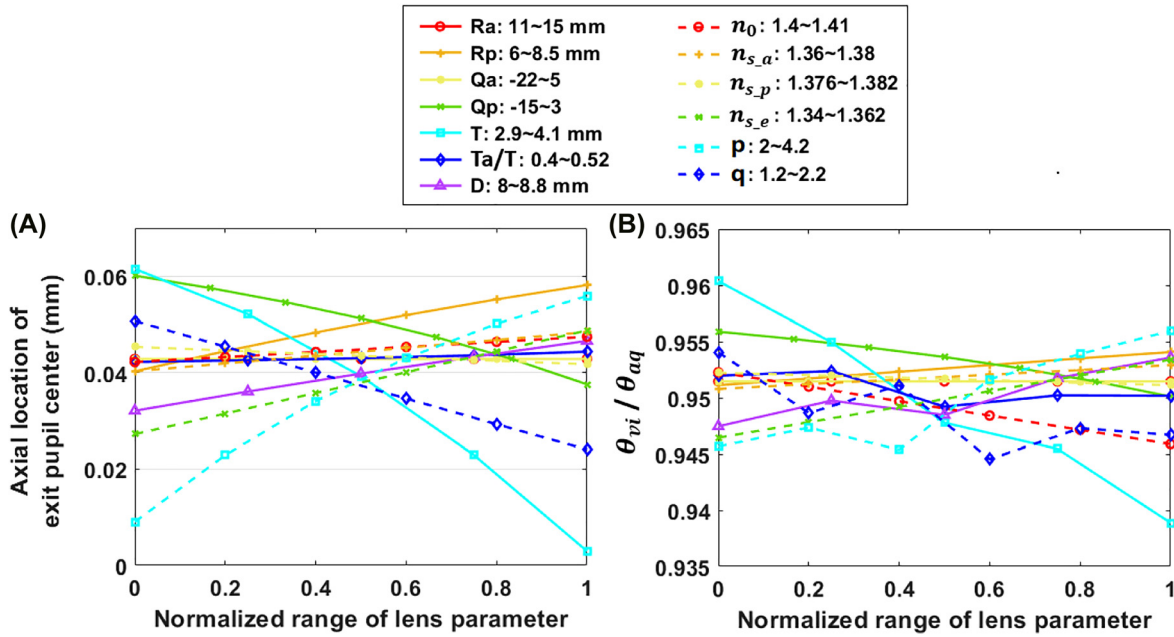 Ra: 11~15 mm
Rp: 6~8.5 mm
Qa: -22~5
Qp: -15~3
T: 2.9~4.1 mm
Ta/T: 0.4~0.52
D: 8~8.8 mm
n₀: 1.4~1.41
nₛ_ₐ: 1.36~1.38
nₛ_ₚ: 1.376~1.382
nₛ_ₑ: 1.34~1.362
p: 2~4.2
q: 1.2~2.2
(A)
Axial location of
exit pupil center (mm)
0.06
0.04
0.02
0
0 0.2 0.4 0.6 0.8 1
Normalized range of lens parameter
(B)
θ_vi / θ_aq
0.965
0.96
0.955
0.95
0.945
0.94
0.935
0 0.2 0.4 0.6 0.8 1
Normalized range of lens parameter